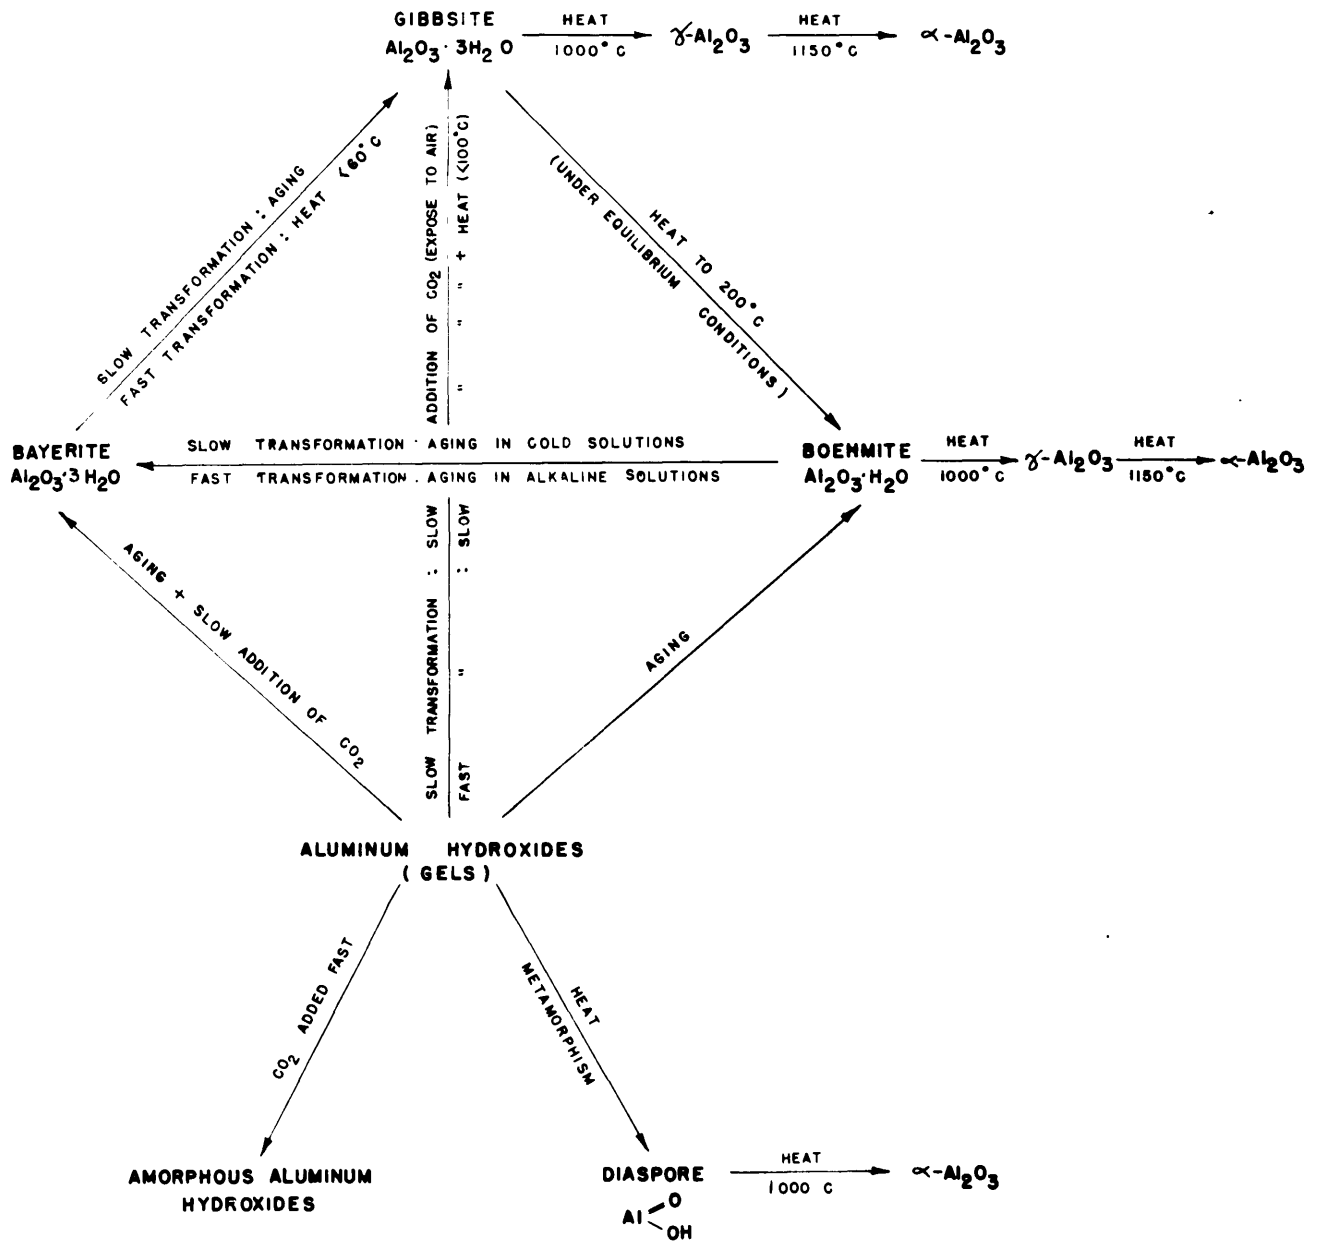 GIBBSITE
Al₂O₃·3H₂O
HEAT
1000°C
γ-Al₂O₃
HEAT
1150°C
α-Al₂O₃
SLOW TRANSFORMATION: AGING
FAST TRANSFORMATION: HEAT <60°C
SLOW TRANSFORMATION : SLOW ADDITION OF CO₂ (EXPOSE TO AIR)
FAST " : SLOW " " " + HEAT (<100°C)
HEAT TO 200°C
(UNDER EQUILIBRIUM CONDITIONS)
BAYERITE
Al₂O₃·3H₂O
SLOW TRANSFORMATION·AGING IN COLD SOLUTIONS
FAST TRANSFORMATION.AGING IN ALKALINE SOLUTIONS
BOEHMITE
Al₂O₃·H₂O
HEAT
1000°C
γ-Al₂O₃
HEAT
1150°C
α-Al₂O₃
AGING + SLOW ADDITION OF CO₂
AGING
ALUMINUM HYDROXIDES
(GELS)
CO₂ ADDED FAST
HEAT
METAMORPHISM
AMORPHOUS ALUMINUM
HYDROXIDES
DIASPORE
O
Al
OH
HEAT
1000 C
α-Al₂O₃